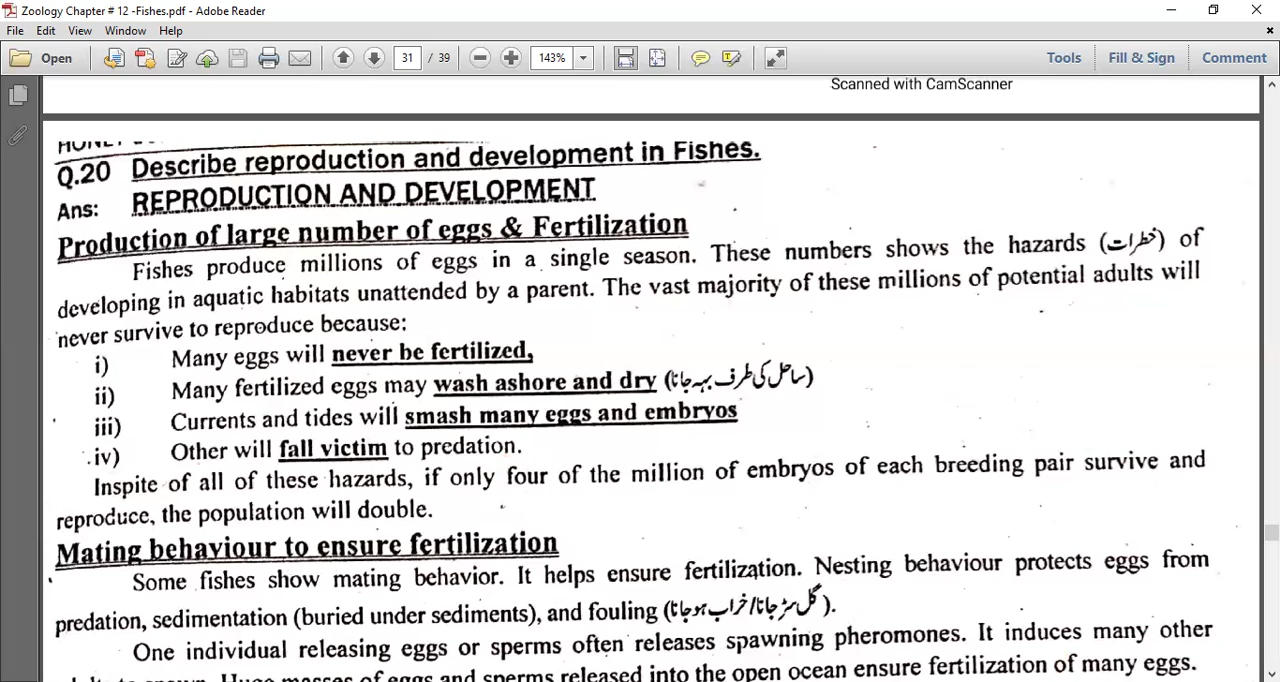 Zoology Chapter # 12 -Fishes.pdf - Adobe Reader
File Edit View Window Help
Open 31 / 39 143% Tools Fill & Sign Comment
Scanned with CamScanner
Q.20 Describe reproduction and development in Fishes.
Ans: REPRODUCTION AND DEVELOPMENT
Production of large number of eggs & Fertilization
Fishes produce millions of eggs in a single season. These numbers shows the hazards (خطرات) of
developing in aquatic habitats unattended by a parent. The vast majority of these millions of potential adults will
never survive to reproduce because:
i) Many eggs will never be fertilized,
ii) Many fertilized eggs may wash ashore and dry (ساحل کی طرف بہہ جانا)
iii) Currents and tides will smash many eggs and embryos
iv) Other will fall victim to predation.
Inspite of all of these hazards, if only four of the million of embryos of each breeding pair survive and
reproduce, the population will double.
Mating behaviour to ensure fertilization
Some fishes show mating behavior. It helps ensure fertilization. Nesting behaviour protects eggs from
predation, sedimentation (buried under sediments), and fouling (گل سڑ جانا/خراب ہو جانا).
One individual releasing eggs or sperms often releases spawning pheromones. It induces many other
to spawn. Huge masses of eggs and sperms released into the open ocean ensure fertilization of many eggs.